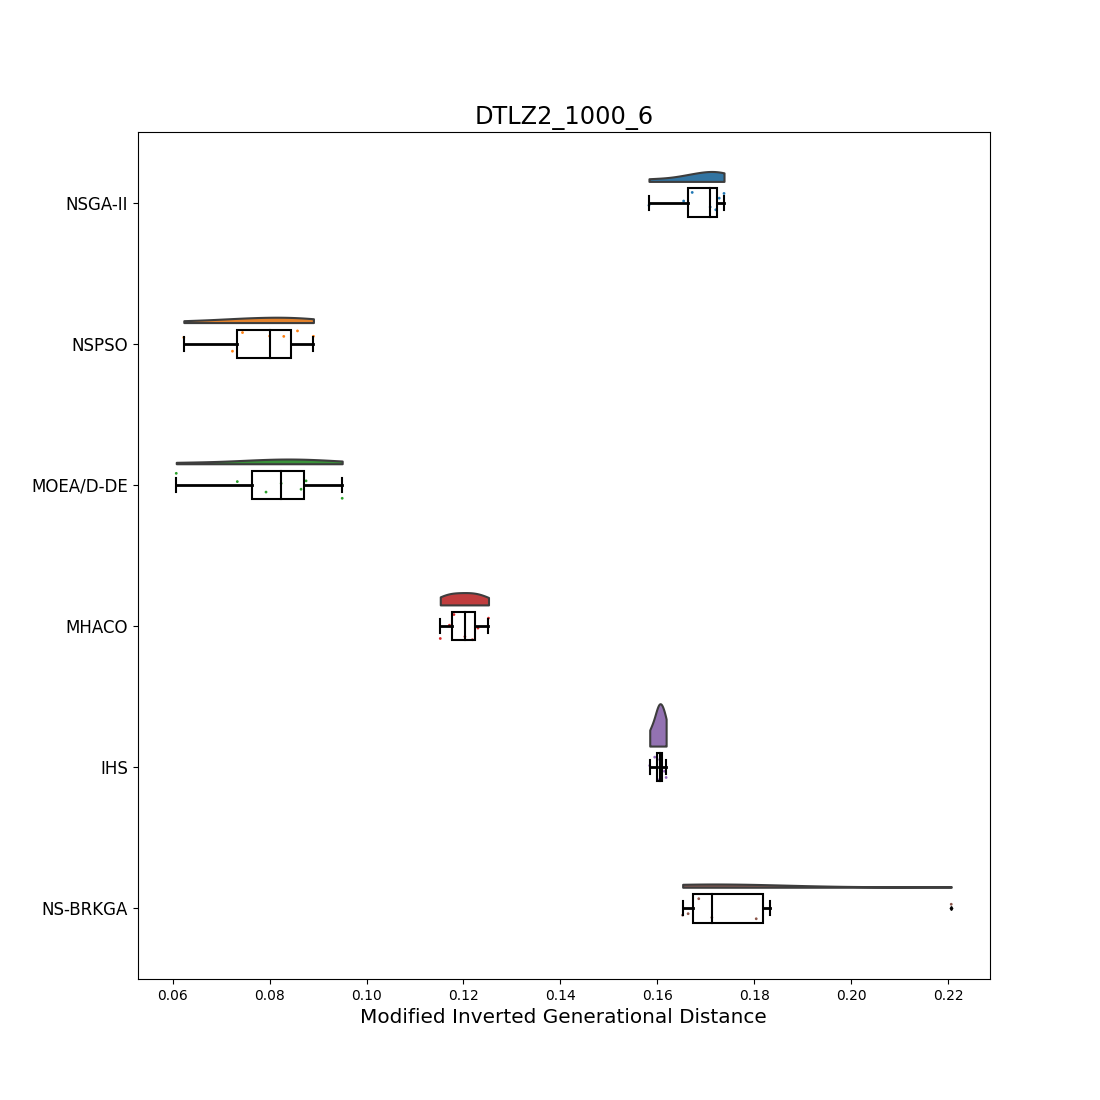 DTLZ2_1000_6
NSGA-II
NSPSO
MOEA/D-DE
MHACO
IHS
NS-BRKGA
0.06 0.08 0.10 0.12 0.14 0.16 0.18 0.20 0.22
Modified Inverted Generational Distance